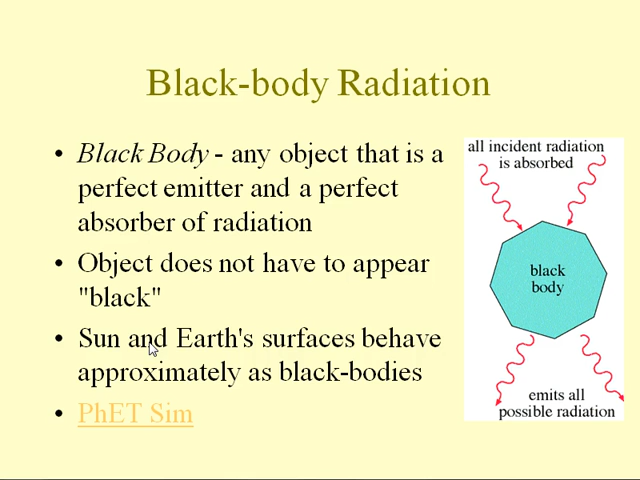 Black-body Radiation
• Black Body - any object that is a
perfect emitter and a perfect
absorber of radiation
• Object does not have to appear
"black"
• Sun and Earth's surfaces behave
approximately as black-bodies
• PhET Sim
all incident radiation
is absorbed
black
body
emits all
possible radiation